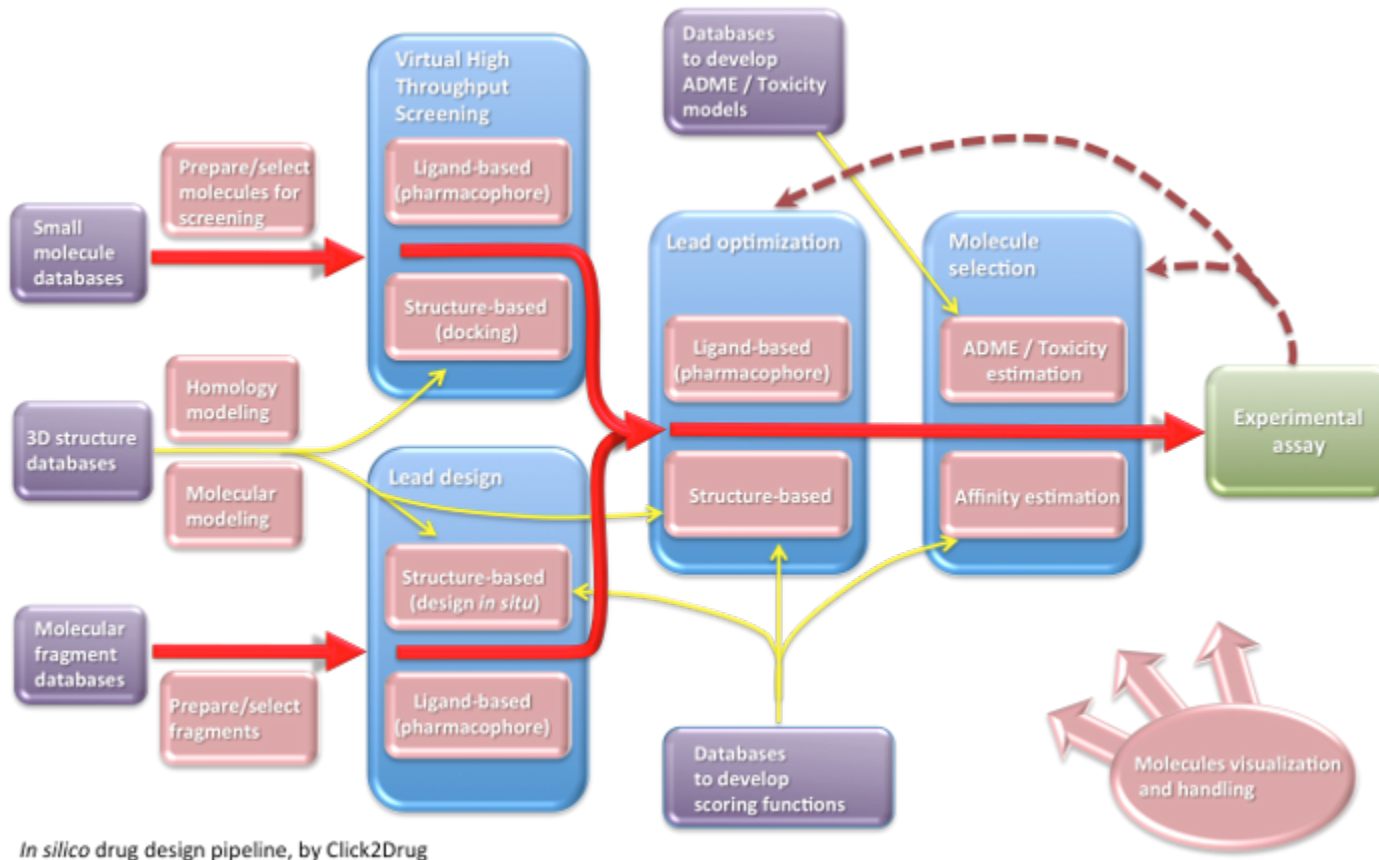 Databases
to develop
ADME / Toxicity
models
Virtual High
Throughput
Screening
Ligand-based
(pharmacophore)
Structure-based
(docking)
Prepare/select
molecules for
screening
Small
molecule
databases
Homology
modeling
3D structure
databases
Molecular
modeling
Lead design
Structure-based
(design in situ)
Ligand-based
(pharmacophore)
Molecular
fragment
databases
Prepare/select
fragments
Lead optimization
Ligand-based
(pharmacophore)
Structure-based
Molecule
selection
ADME / Toxicity
estimation
Affinity estimation
Experimental
assay
Databases
to develop
scoring functions
Molecules visualization
and handling
In silico drug design pipeline, by Click2Drug